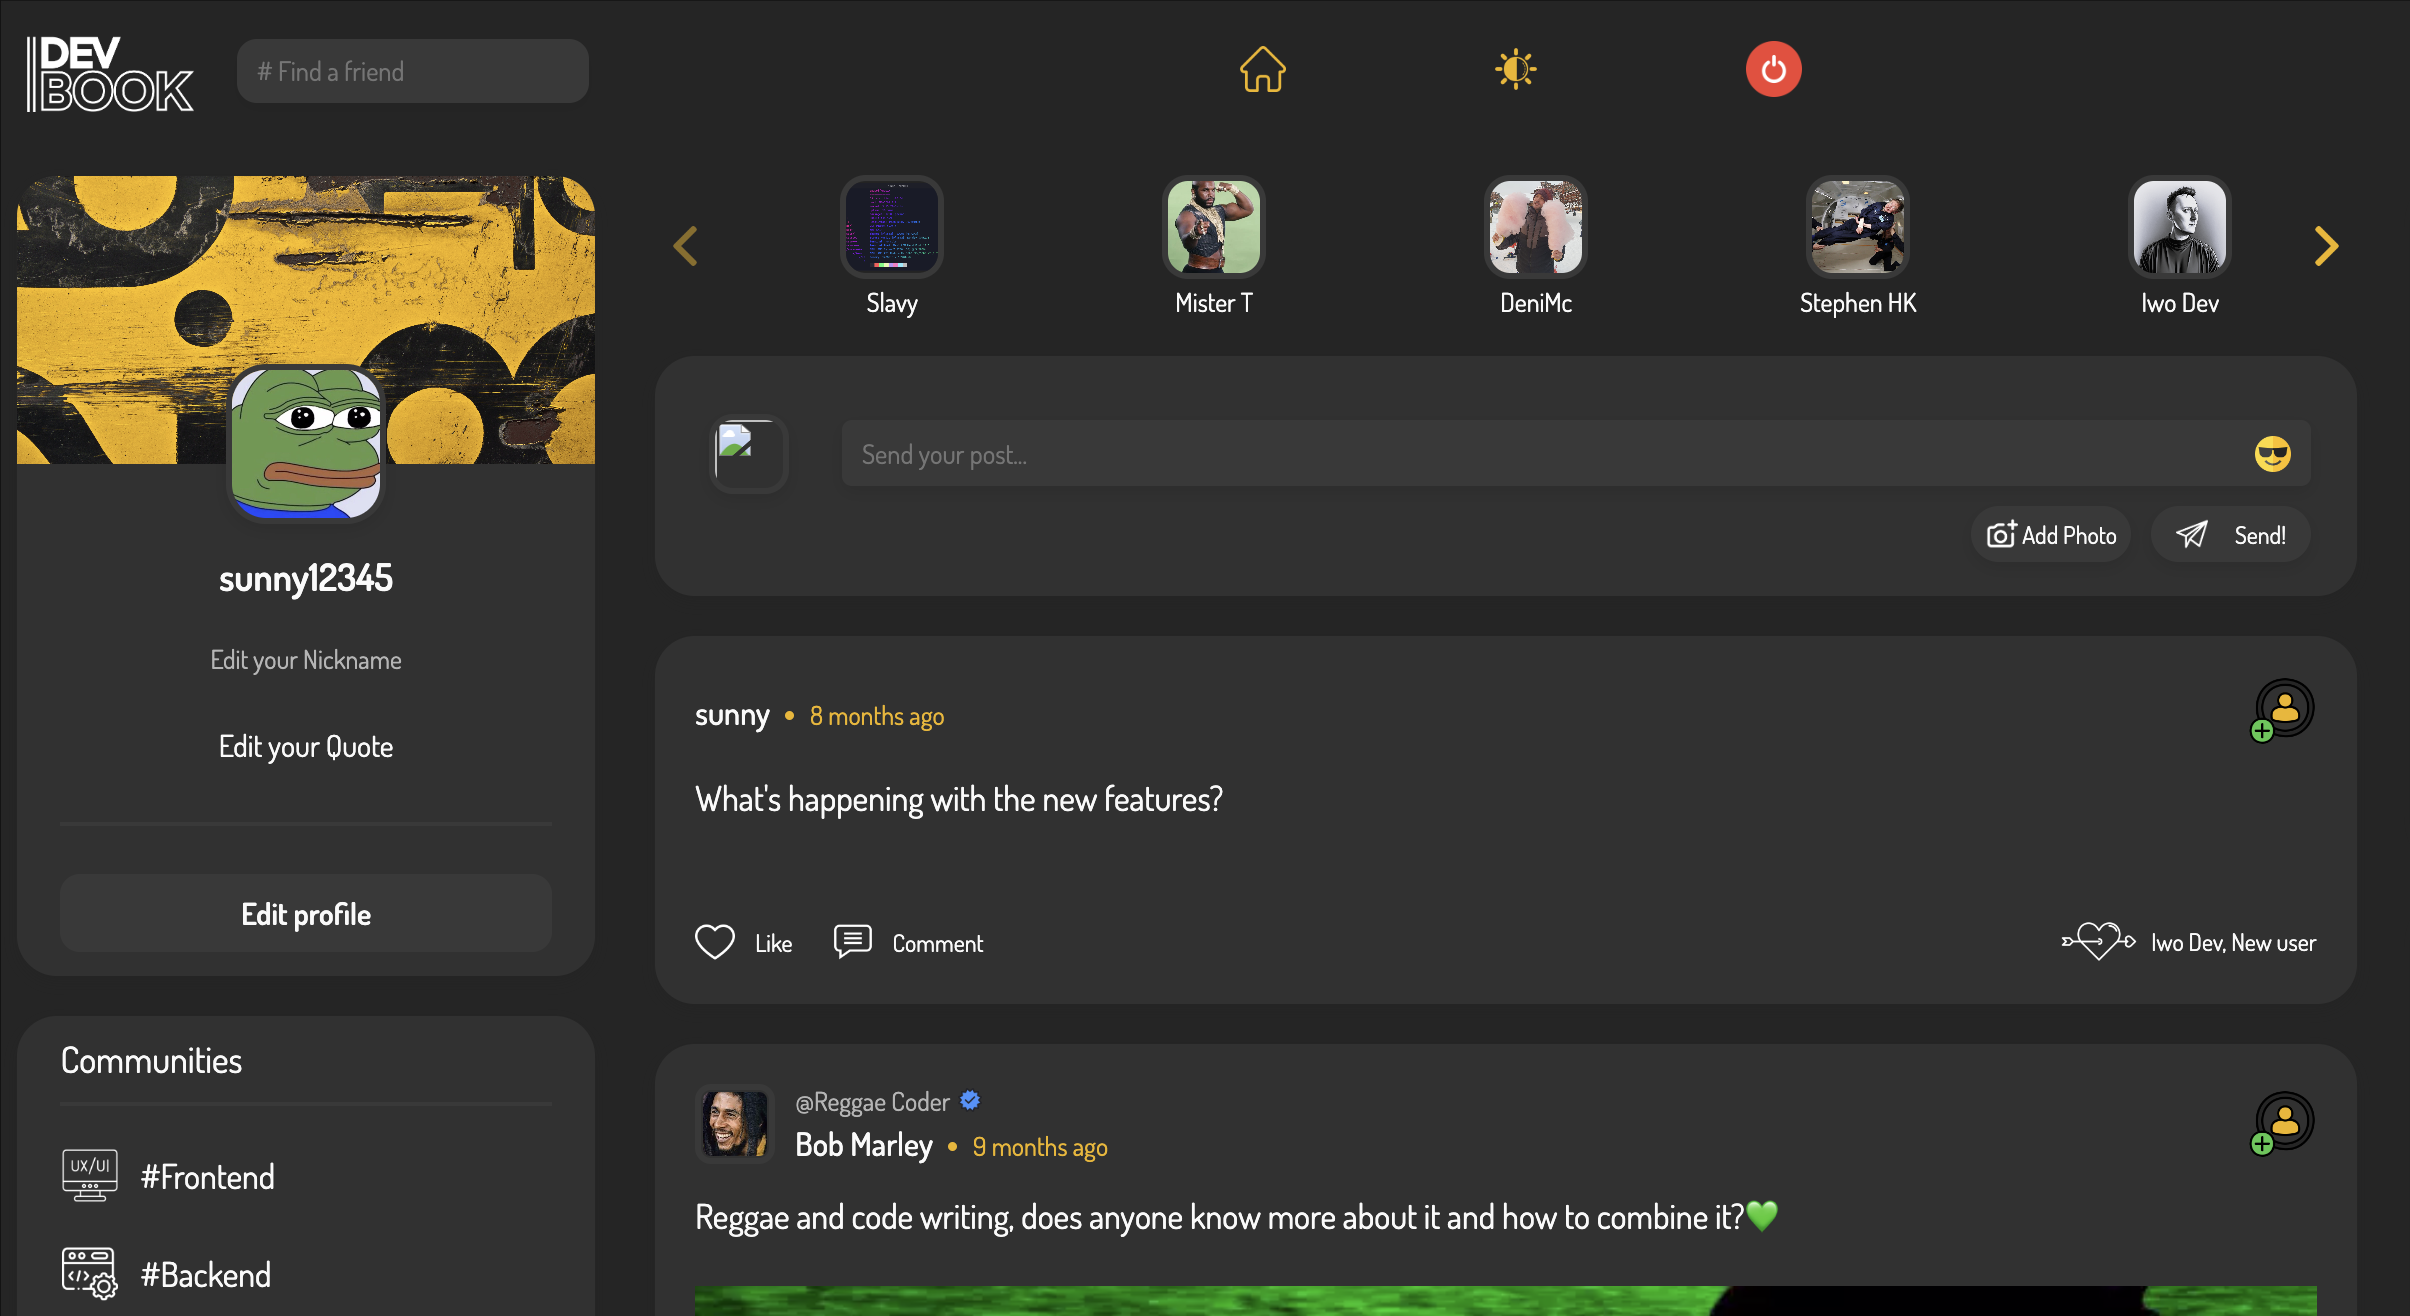 DEV
BOOK
# Find a friend
Slavy
Mister T
DeniMc
Stephen HK
Iwo Dev
sunny12345
Edit your Nickname
Edit your Quote
Edit profile
Communities
UX/UI
#Frontend
#Backend
Send your post...
Add Photo
Send!
sunny • 8 months ago
What's happening with the new features?
Like
Comment
Iwo Dev, New user
@Reggae Coder
Bob Marley • 9 months ago
Reggae and code writing, does anyone know more about it and how to combine it?💚